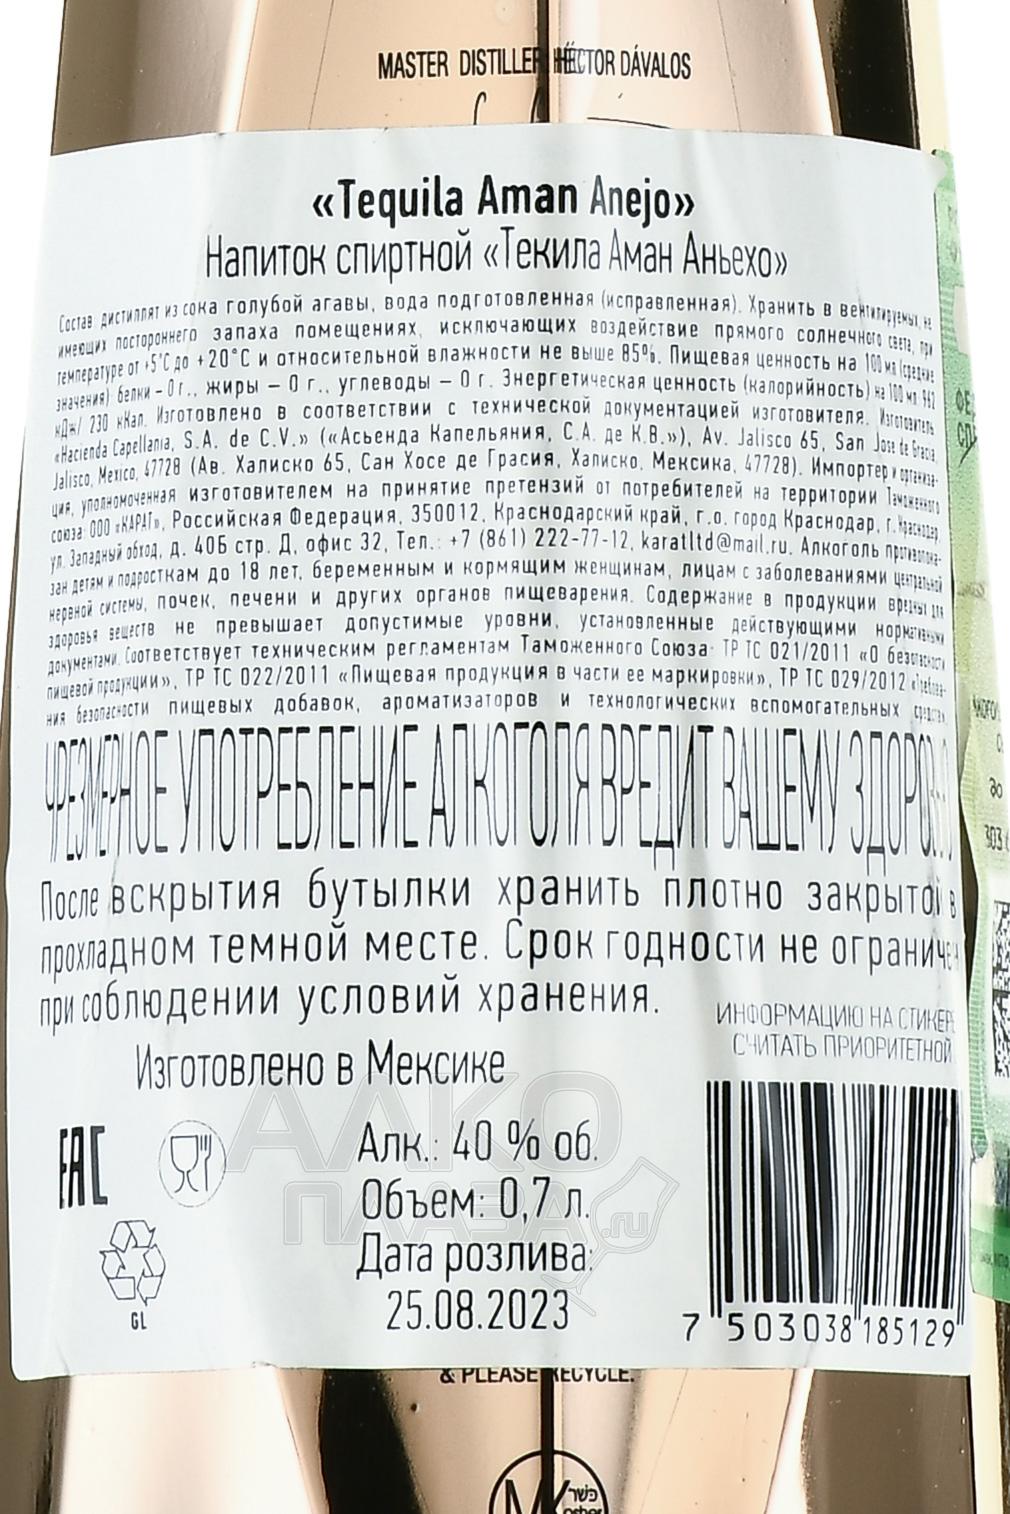 MASTER DISTILLER HÉCTOR DÁVALOS
«Tequila Aman Anejo»
Напиток спиртной «Текила Аман Аньехо»
Состав: дистиллят из сока голубой агавы, вода подготовленная (исправленная). Хранить в вентилируемых, не
имеющих постороннего запаха помещениях, исключающих воздействие прямого солнечного света, при
температуре от +5°С до +20°С и относительной влажности не выше 85%. Пищевая ценность на 100 мл (средние
значения): белки – 0 г., жиры – 0 г., углеводы – 0 г. Энергетическая ценность (калорийность) на 100 мл: 962
кДж/ 230 кКал. Изготовлено в соответствии с технической документацией изготовителя. Изготовитель
«Hacienda Capellania, S.A. de C.V.» («Асьенда Капельяния, С.А. де К.В.»), Av. Jalisco 65, San Jose de Gracia,
Jalisco, Mexico, 47728 (Ав. Халиско 65, Сан Хосе де Грасия, Халиско, Мексика, 47728). Импортер и организа-
ция, уполномоченная изготовителем на принятие претензий от потребителей на территории Таможенного
союза: ООО «КАРАТ», Российская Федерация, 350012, Краснодарский край, г.о. город Краснодар, г. Краснодар,
ул. Западный обход, д. 40Б стр. Д, офис 32, Тел.: +7 (861) 222-77-12, karatltd@mail.ru. Алкоголь противопока-
зан детям и подросткам до 18 лет, беременным и кормящим женщинам, лицам с заболеваниями центральной
нервной системы, почек, печени и других органов пищеварения. Содержание в продукции вредных для
здоровья веществ не превышает допустимые уровни, установленные действующими нормативными
документами. Соответствует техническим регламентам Таможенного Союза: ТР ТС 021/2011 «О безопасности
пищевой продукции», ТР ТС 022/2011 «Пищевая продукция в части ее маркировки», ТР ТС 029/2012 «Требова-
ния безопасности пищевых добавок, ароматизаторов и технологических вспомогательных средств»
ЧРЕЗМЕРНОЕ УПОТРЕБЛЕНИЕ АЛКОГОЛЯ ВРЕДИТ ВАШЕМУ ЗДОРОВЬЮ
После вскрытия бутылки хранить плотно закрытой в
прохладном темной месте. Срок годности не ограничен
при соблюдении условий хранения.
ИНФОРМАЦИЮ НА СТИКЕРЕ
СЧИТАТЬ ПРИОРИТЕТНОЙ
Изготовлено в Мексике
ЕАС
Алк.: 40 % об.
Объем: 0,7 л.
Дата розлива:
25.08.2023
GL
7 503038 185129
АЛКО
ПЛАЗА.ru
& PLEASE RECYCLE.
MK
כשר